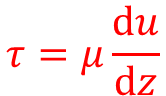 τ = μ du/dz